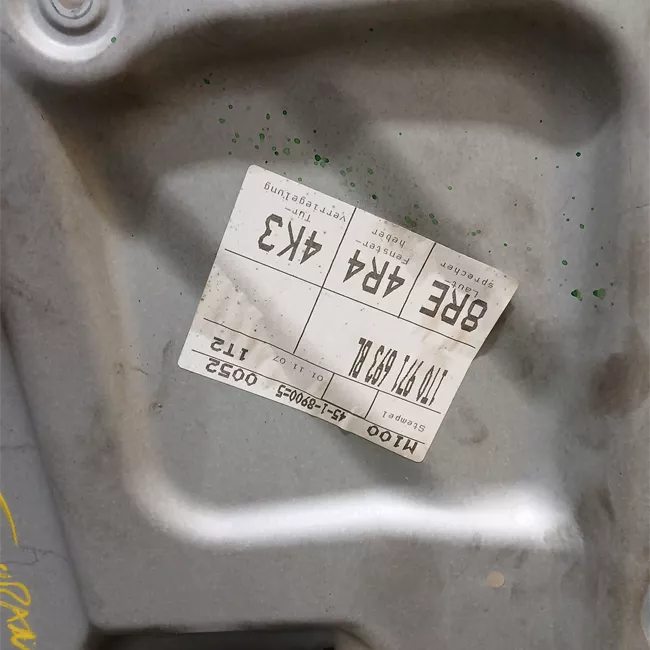 M100 45-1-8900-5 0052
Stempel 01.11.07 1T2
1T0 971 693 BL
8RE 4R4 4K3
Laut-
sprecher
Fenster-
heber
Tur-
verriegelung